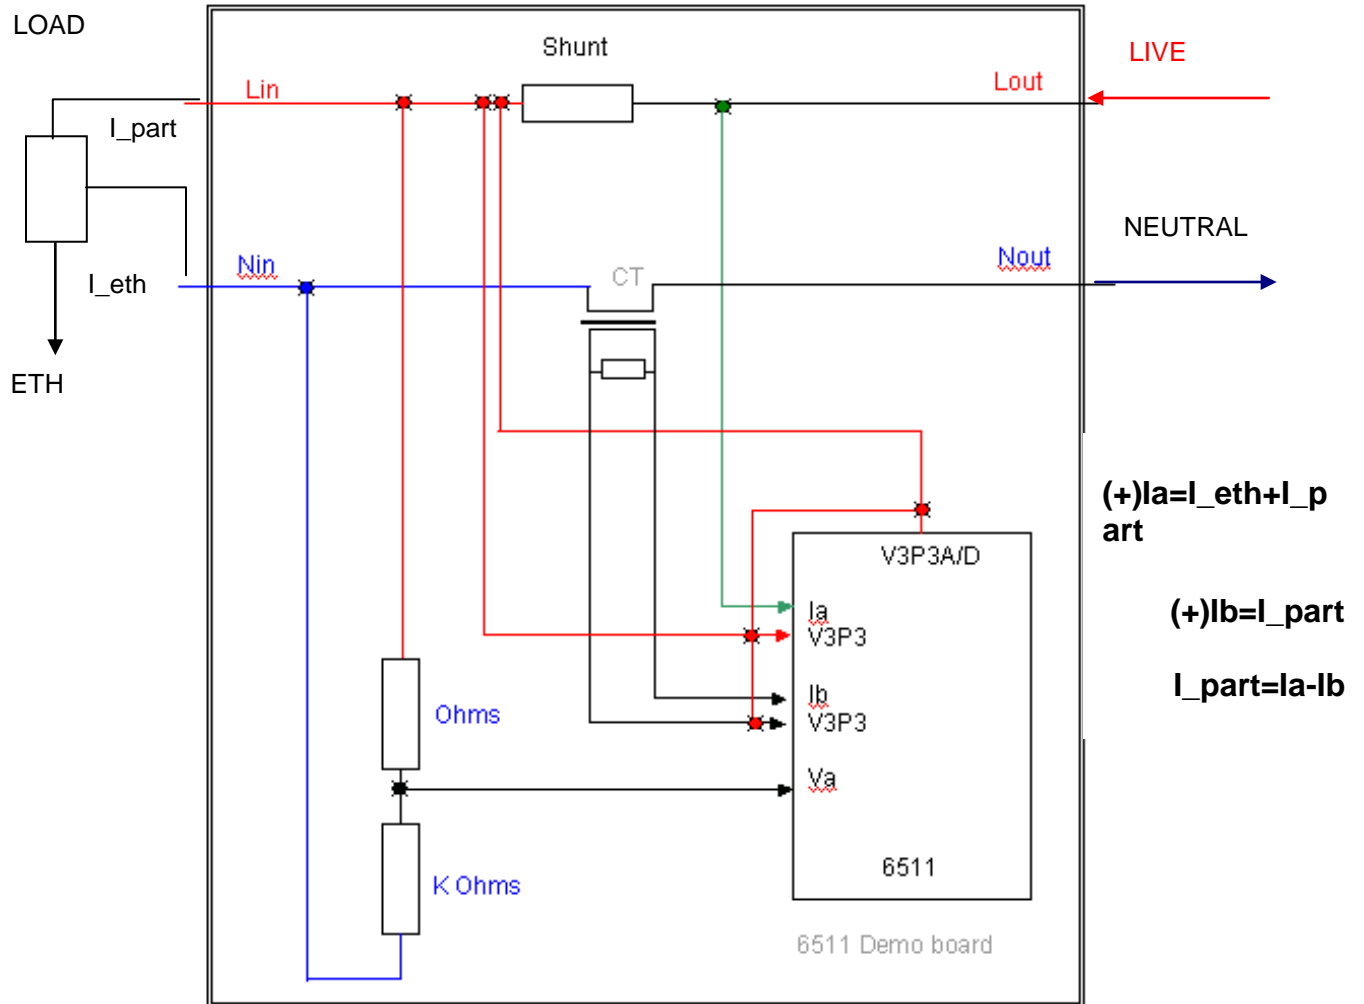 LOAD
Shunt
LIVE
Lin
Lout
I_part
NEUTRAL
Nin
CT
Nout
I_eth
ETH
(+)Ia=I_eth+I_p
art
V3P3A/D
Ia
V3P3
(+)Ib=I_part
Ib
V3P3
I_part=Ia-Ib
Ohms
Va
6511
K Ohms
6511 Demo board